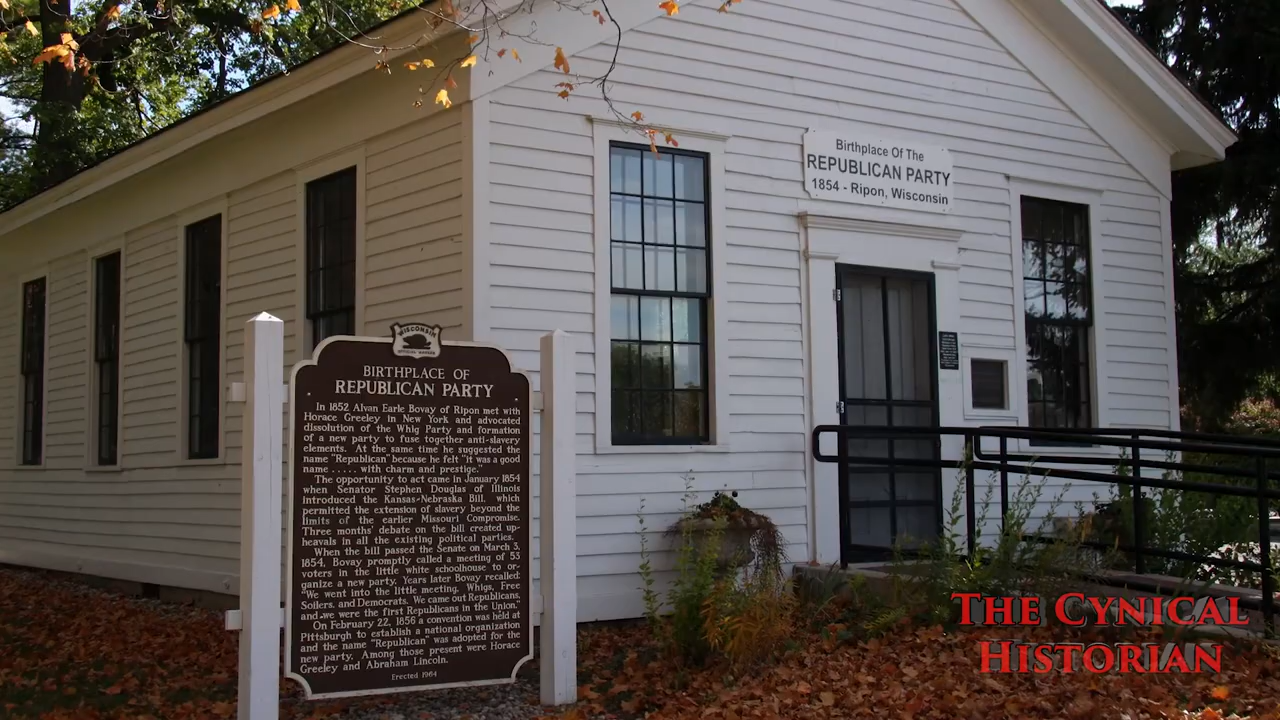 Birthplace Of The
REPUBLICAN PARTY
1854 - Ripon, Wisconsin
WISCONSIN
OFFICIAL MARKER
BIRTHPLACE OF
REPUBLICAN PARTY
In 1852 Alvan Earle Bovay of Ripon met with
Horace Greeley in New York and advocated
dissolution of the Whig Party and formation
of a new party to fuse together anti-slavery
elements. At the same time he suggested the
name "Republican" because he felt "it was a good
name ..... with charm and prestige."
The opportunity to act came in January 1854
when Senator Stephen Douglas of Illinois
introduced the Kansas-Nebraska Bill, which
permitted the extension of slavery beyond the
limits of the earlier Missouri Compromise.
Three months' debate on the bill created up-
heavals in all the existing political parties.
When the bill passed the Senate on March 3,
1854, Bovay promptly called a meeting of 53
voters in the little white schoolhouse to or-
ganize a new party. Years later Bovay recalled:
"We went into the little meeting, Whigs, Free
Soilers, and Democrats. We came out Republicans,
and we were the first Republicans in the Union."
On February 22, 1856 a convention was held at
Pittsburgh to establish a national organization
and the name "Republican" was adopted for the
new party. Among those present were Horace
Greeley and Abraham Lincoln.
Erected 1964
THE CYNICAL
HISTORIAN